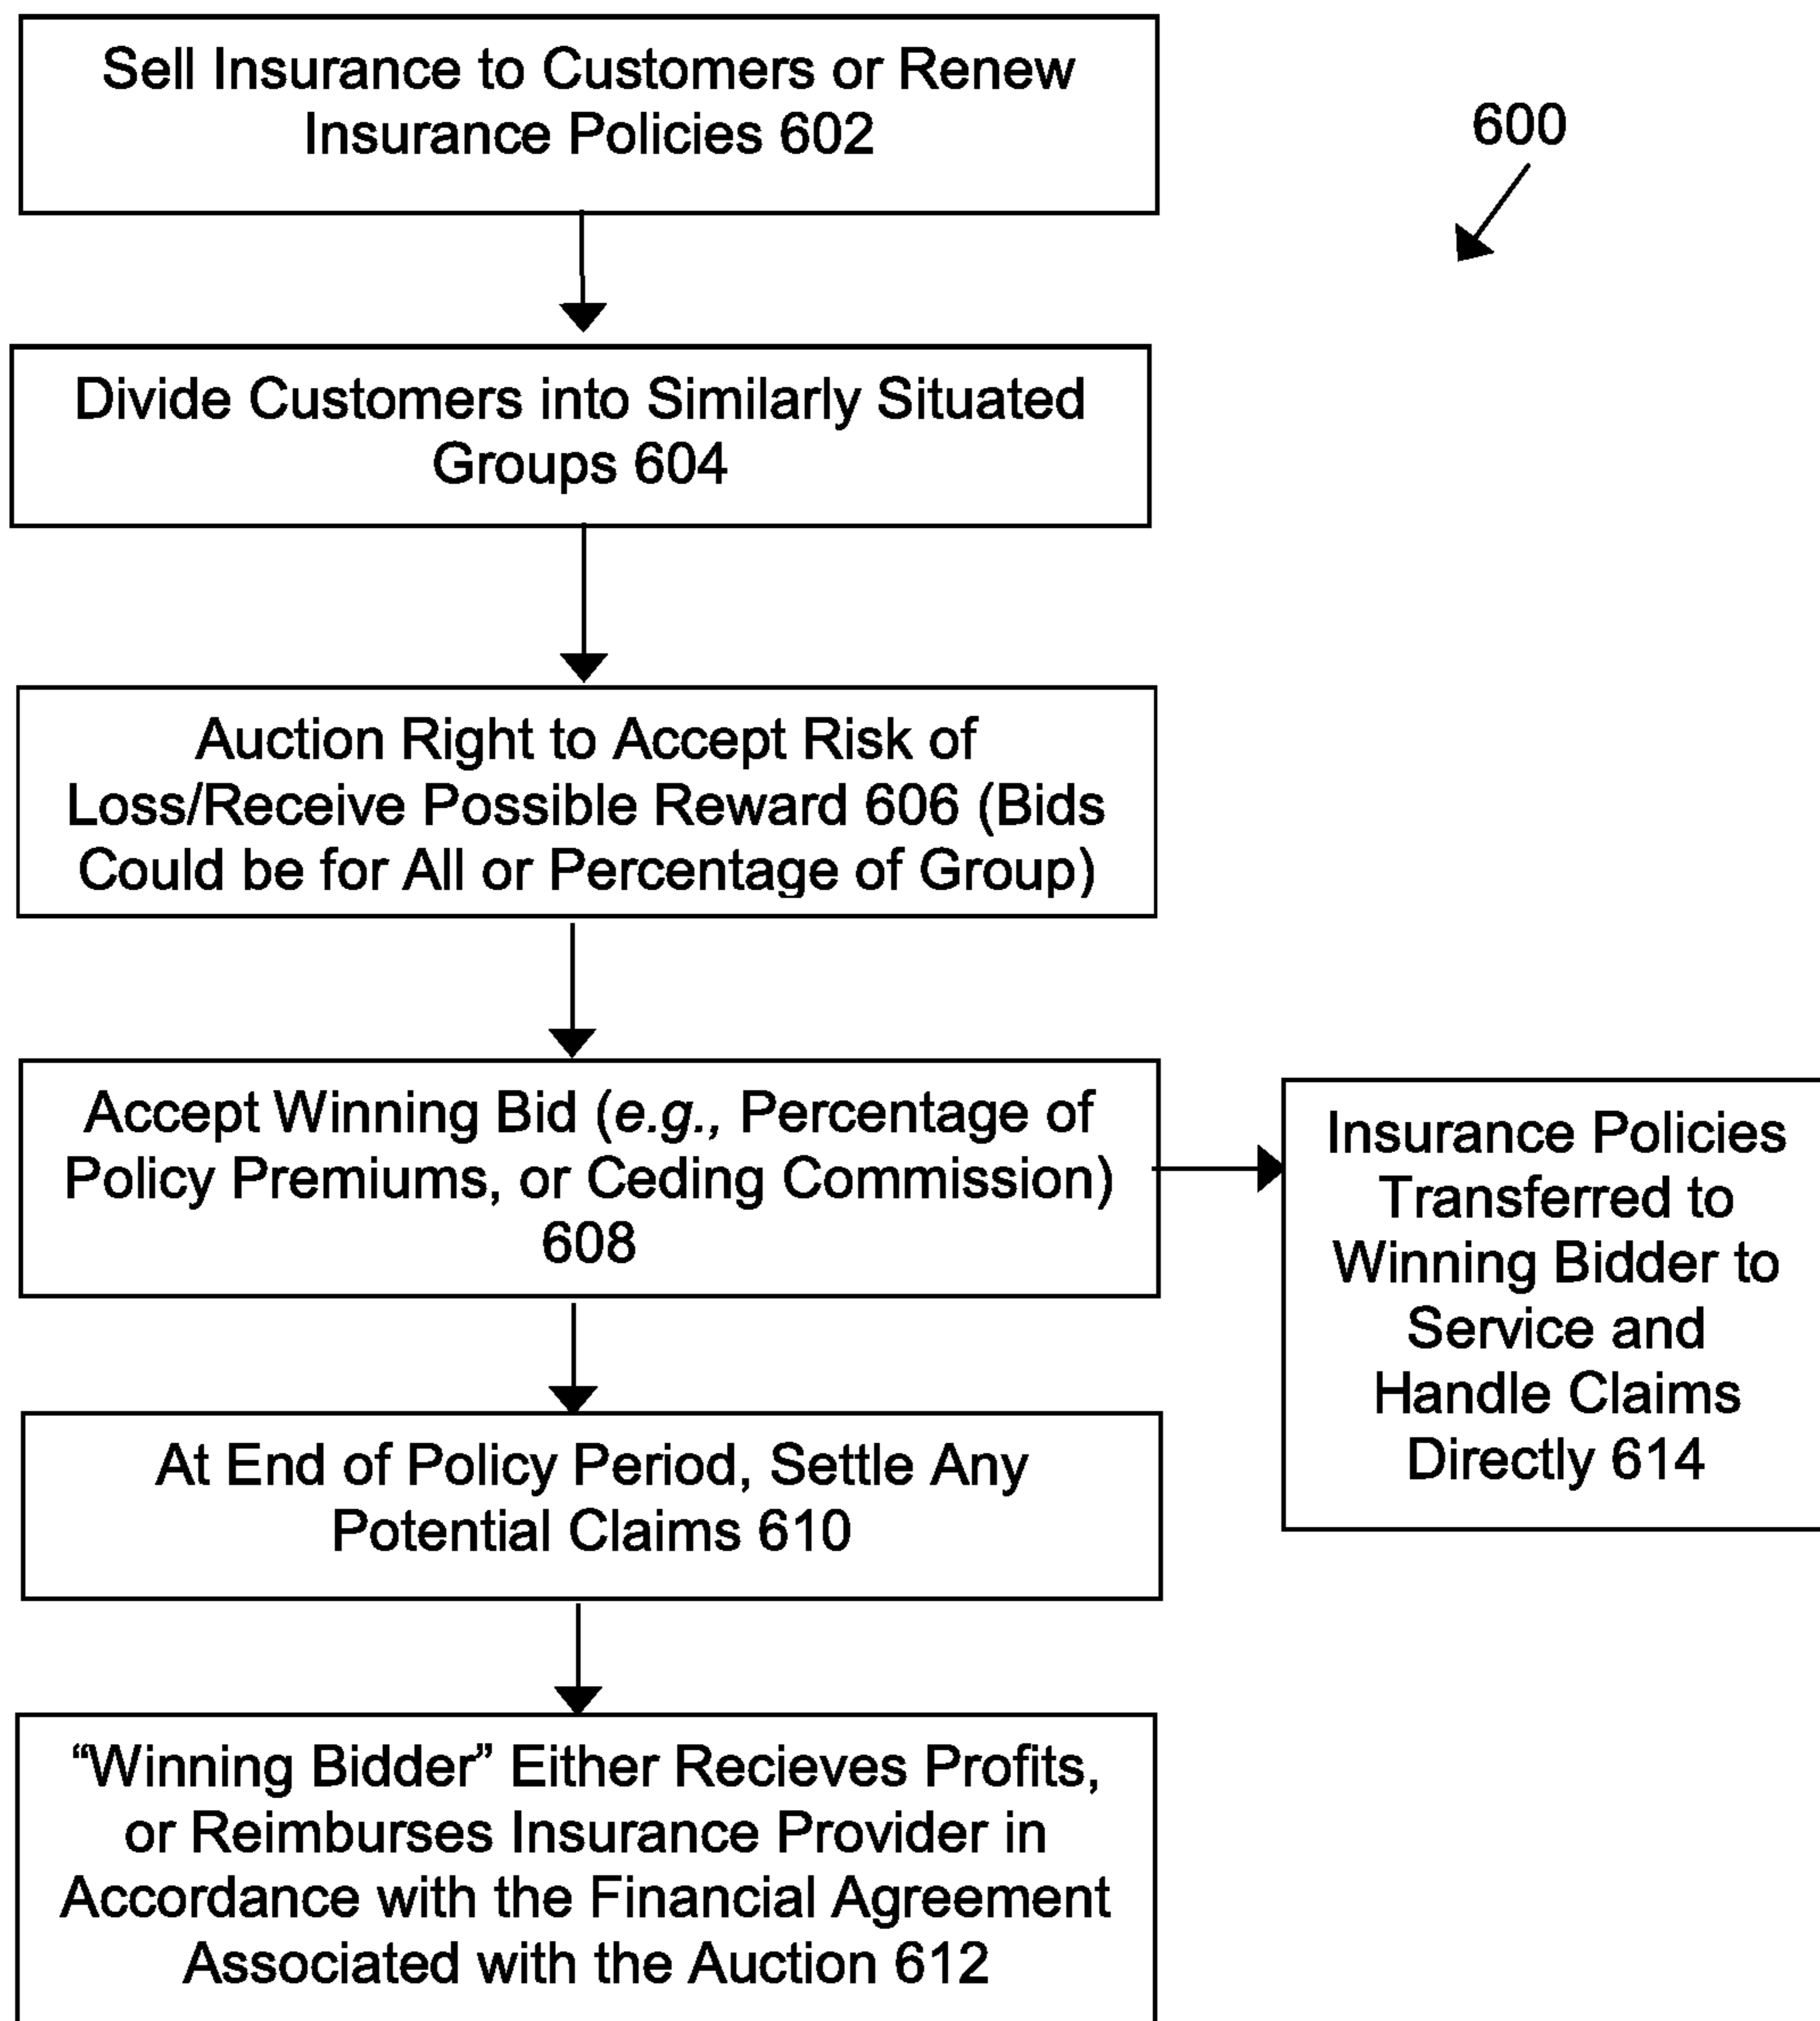 Sell Insurance to Customers or Renew
Insurance Policies 602
600
Divide Customers into Similarly Situated
Groups 604
Auction Right to Accept Risk of
Loss/Receive Possible Reward 606 (Bids
Could be for All or Percentage of Group)
Accept Winning Bid (e.g., Percentage of
Policy Premiums, or Ceding Commission)
608
Insurance Policies
Transferred to
Winning Bidder to
Service and
Handle Claims
Directly 614
At End of Policy Period, Settle Any
Potential Claims 610
“Winning Bidder” Either Recieves Profits,
or Reimburses Insurance Provider in
Accordance with the Financial Agreement
Associated with the Auction 612